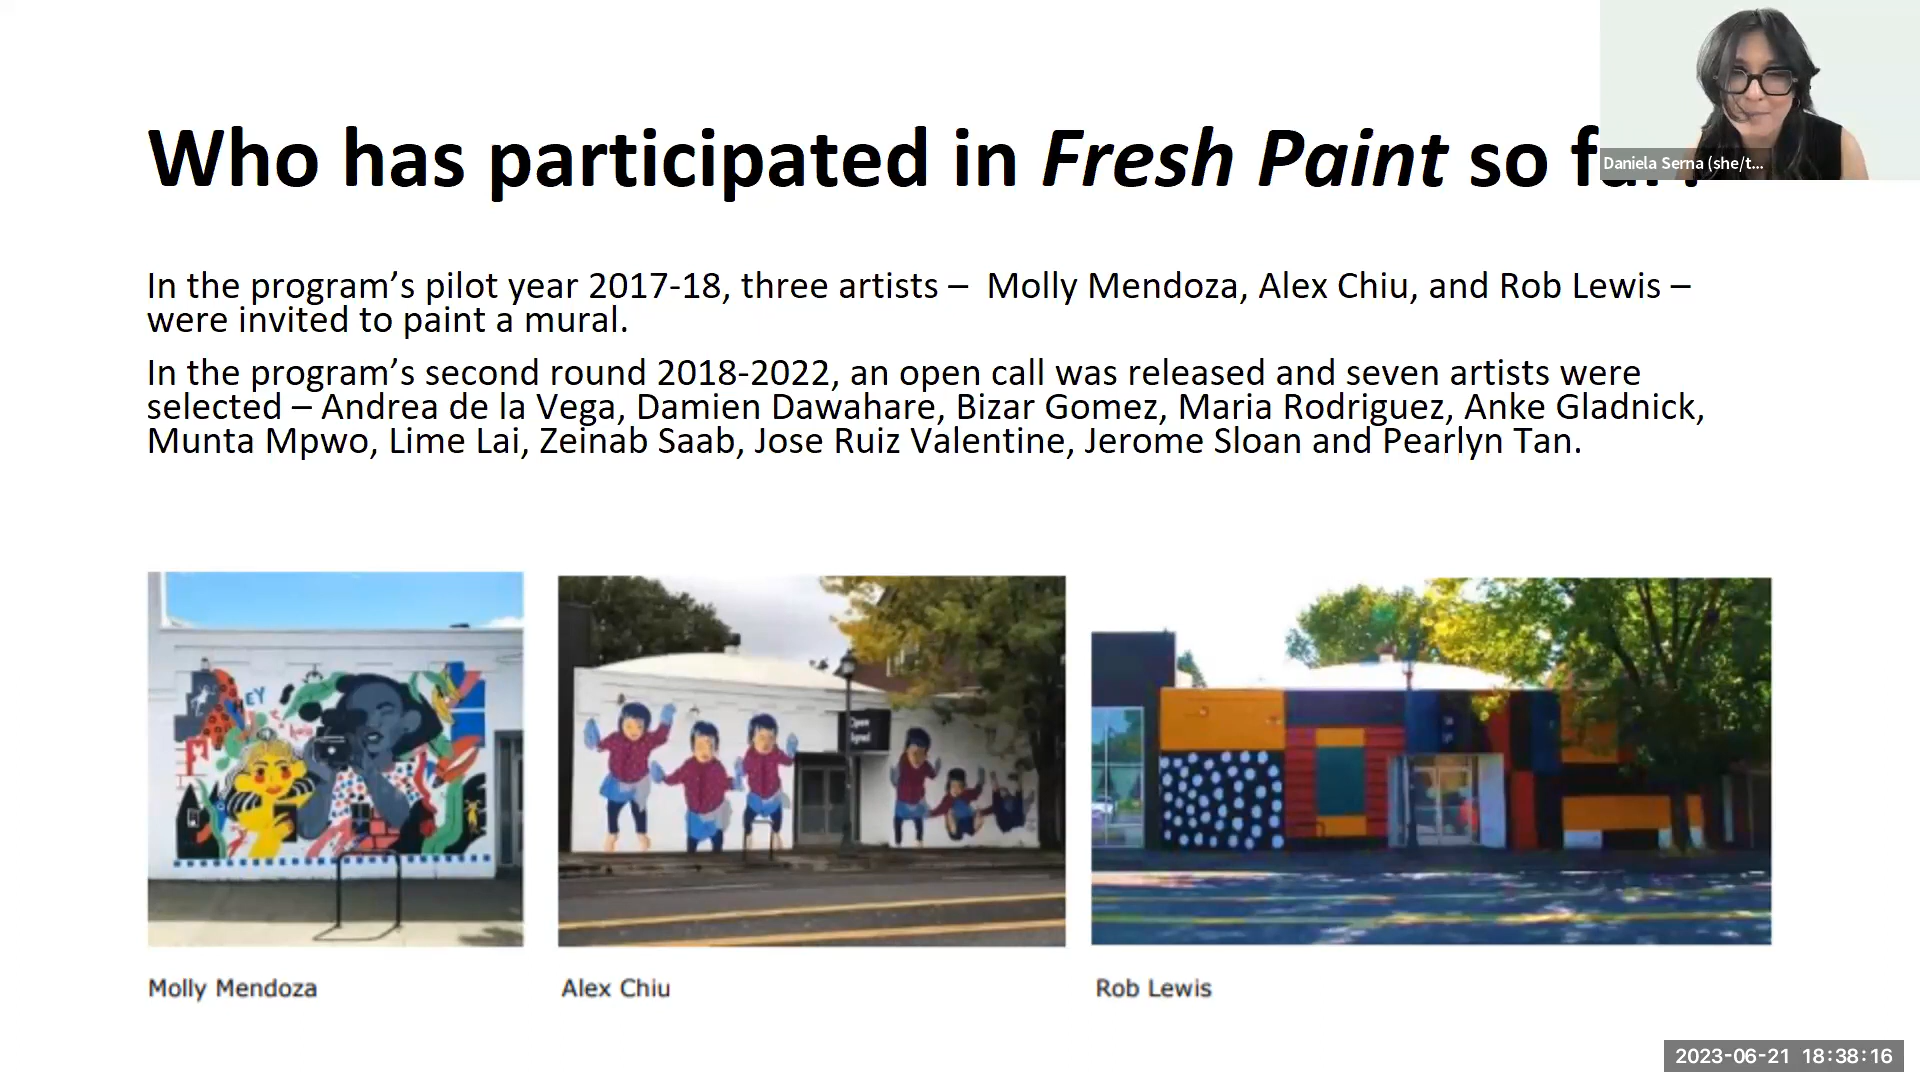 Who has participated in Fresh Paint so
Daniela Serna (she/t...
In the program’s pilot year 2017-18, three artists –  Molly Mendoza, Alex Chiu, and Rob Lewis –
were invited to paint a mural.
In the program’s second round 2018-2022, an open call was released and seven artists were
selected – Andrea de la Vega, Damien Dawahare, Bizar Gomez, Maria Rodriguez, Anke Gladnick,
Munta Mpwo, Lime Lai, Zeinab Saab, Jose Ruiz Valentine, Jerome Sloan and Pearlyn Tan.
Open
Signal
Molly Mendoza
Alex Chiu
Rob Lewis
2023-06-21 18:38:16